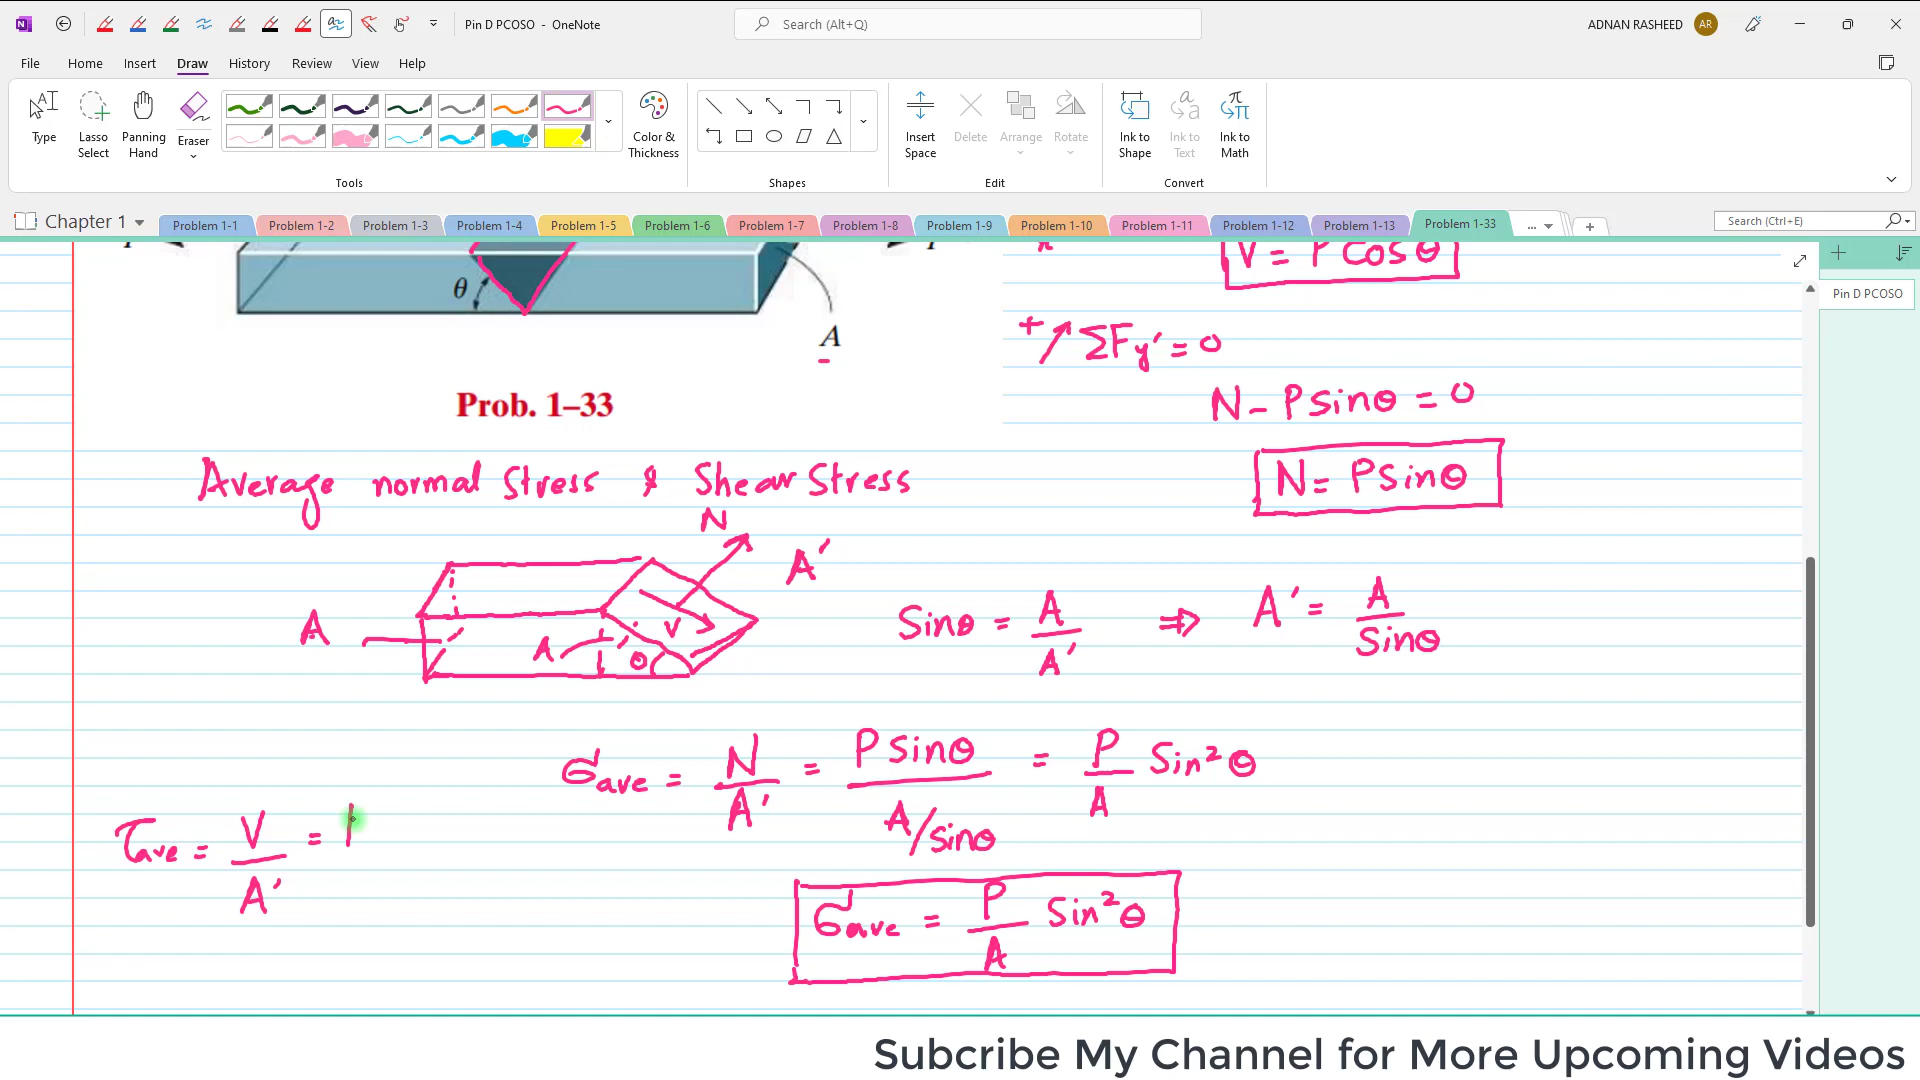 Pin D PCOSO - OneNote
Search (Alt+Q)
ADNAN RASHEED
AR
File Home Insert Draw History Review View Help
Type
Lasso Select
Panning Hand
Eraser
Color & Thickness
Insert Space
Delete
Arrange
Rotate
Ink to Shape
Ink to Text
Ink to Math
Tools
Shapes
Edit
Convert
Chapter 1
Problem 1-1 Problem 1-2 Problem 1-3 Problem 1-4 Problem 1-5 Problem 1-6 Problem 1-7 Problem 1-8 Problem 1-9 Problem 1-10 Problem 1-11 Problem 1-12 Problem 1-13 Problem 1-33 ...
Search (Ctrl+E)
Pin D PCOSO
V = P Cosθ
θ
A
+ ↗ ΣFy' = 0
N - P sinθ = 0
Prob. 1–33
N = P sinθ
Average normal Stress & Shear Stress
N
A'
A
A
V
θ
Sinθ = A / A' ⇒ A' = A / Sinθ
σave = N / A' = P sinθ / A/sinθ = P / A Sin² θ
τave = V / A' =
σave = P / A Sin² θ
Subcribe My Channel for More Upcoming Videos